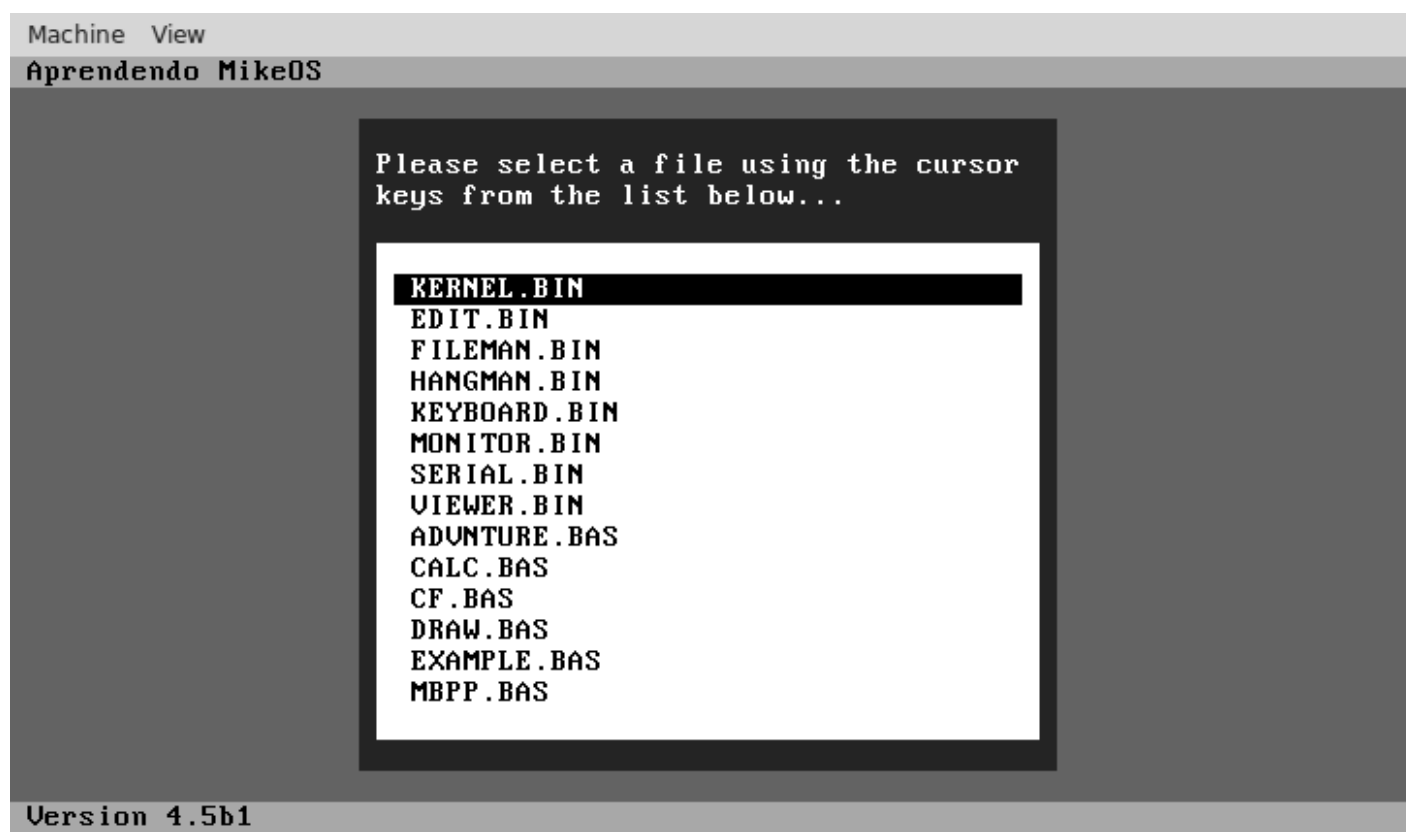 Machine View
Aprendendo MikeOS
Please select a file using the cursor
keys from the list below...
KERNEL.BIN
EDIT.BIN
FILEMAN.BIN
HANGMAN.BIN
KEYBOARD.BIN
MONITOR.BIN
SERIAL.BIN
VIEWER.BIN
ADVNTURE.BAS
CALC.BAS
CF.BAS
DRAW.BAS
EXAMPLE.BAS
MBPP.BAS
Version 4.5b1